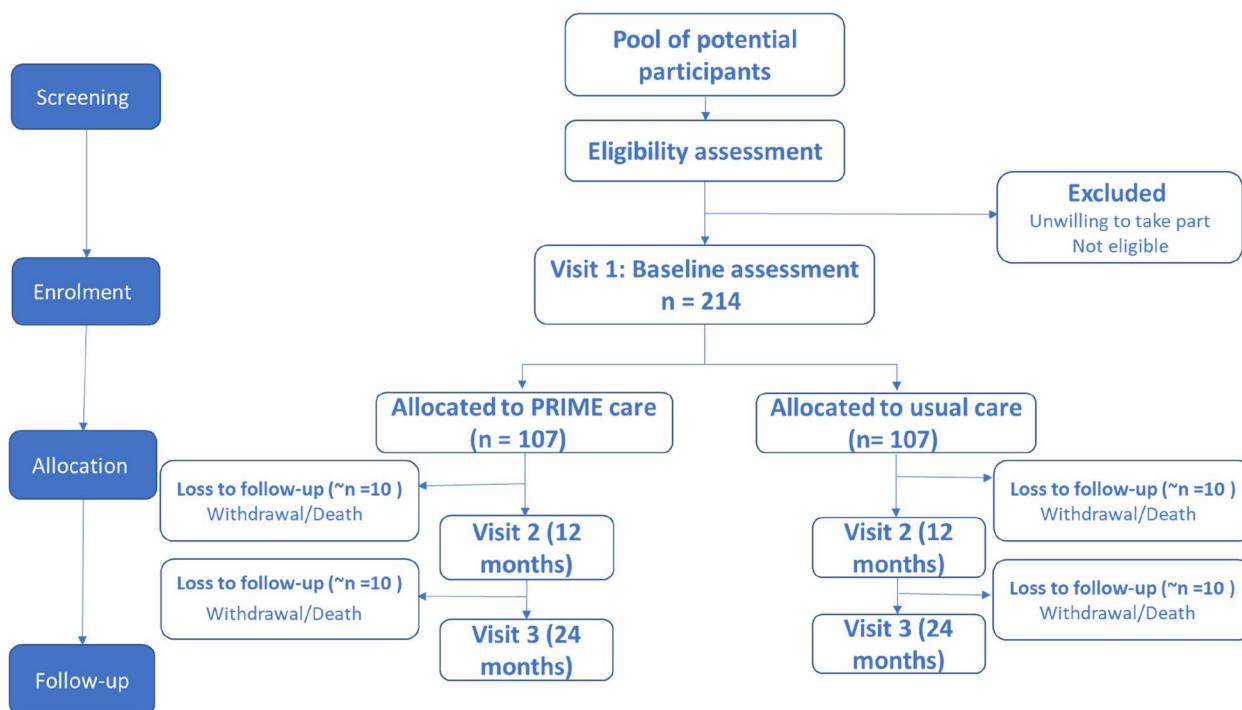 Screening
Enrolment
Allocation
Follow-up
Pool of potential
participants
Eligibility assessment
Excluded
Unwilling to take part
Not eligible
Visit 1: Baseline assessment
n = 214
Allocated to PRIME care
(n = 107)
Loss to follow-up (~n =10 )
Withdrawal/Death
Visit 2 (12
months)
Loss to follow-up (~n =10 )
Withdrawal/Death
Visit 3 (24
months)
Allocated to usual care
(n= 107)
Loss to follow-up (~n =10 )
Withdrawal/Death
Visit 2 (12
months)
Loss to follow-up (~n =10 )
Withdrawal/Death
Visit 3 (24
months)